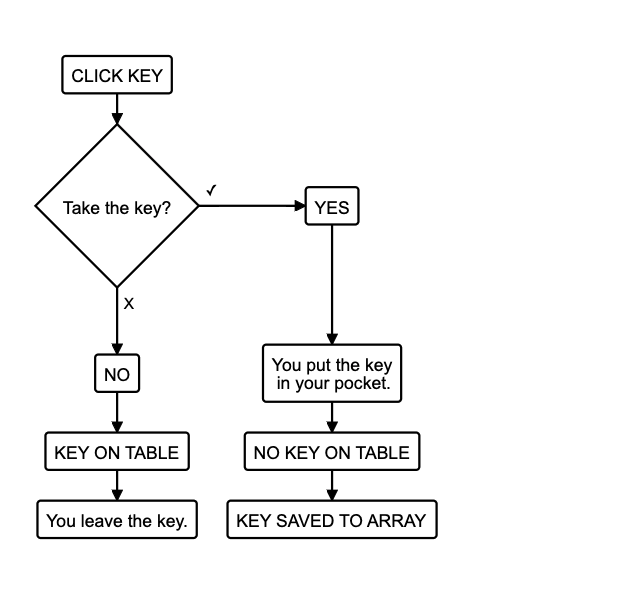 CLICK KEY
Take the key?
✓
YES
X
NO
You put the key
in your pocket.
KEY ON TABLE
NO KEY ON TABLE
You leave the key.
KEY SAVED TO ARRAY